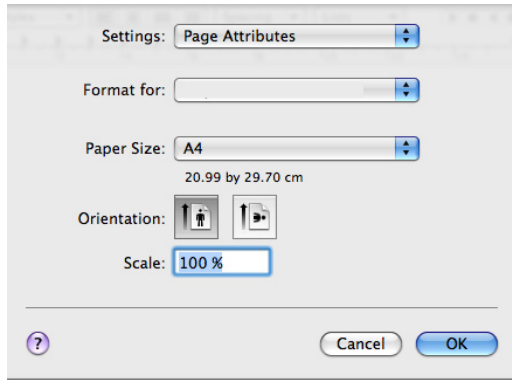 Settings: Page Attributes
Format for:
Paper Size: A4
20.99 by 29.70 cm
Orientation:
Scale: 100 %
? Cancel OK